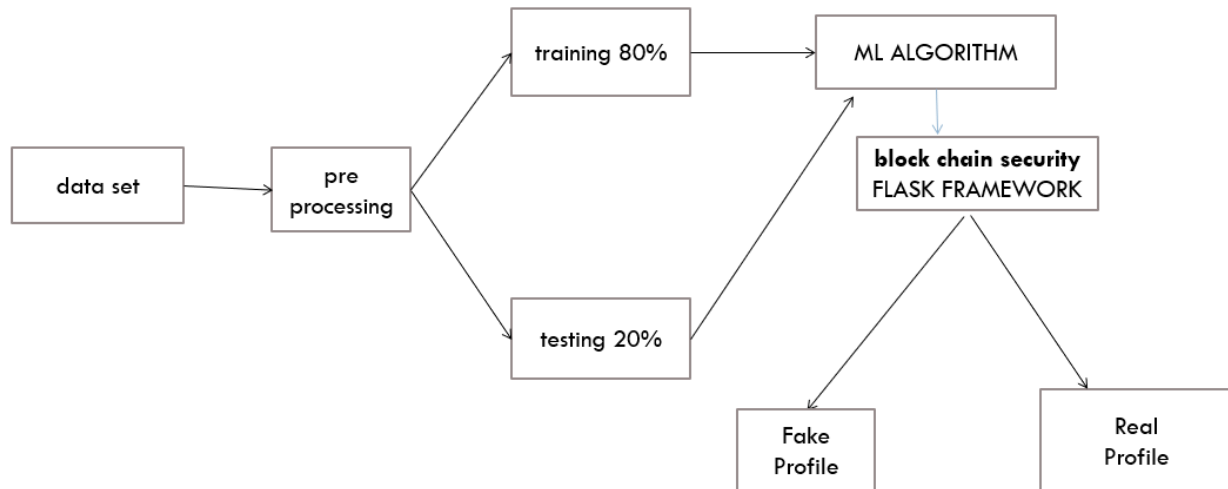 training 80%
ML ALGORITHM
data set
pre
processing
block chain security
FLASK FRAMEWORK
testing 20%
Fake
Profile
Real
Profile